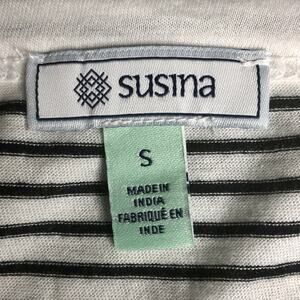 susina
S
MADE IN
INDIA
FABRIQUÉ EN
INDE